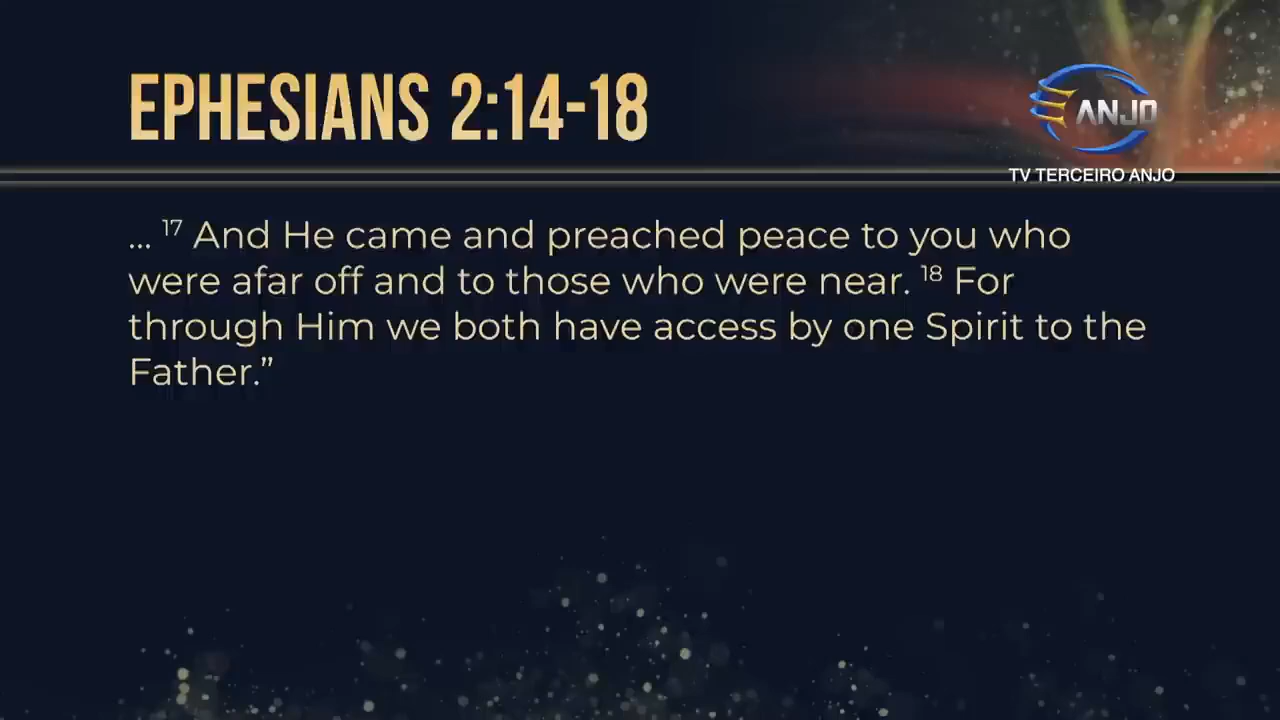 EPHESIANS 2:14-18
ANJO
TV TERCEIRO ANJO
... 17 And He came and preached peace to you who
were afar off and to those who were near. 18 For
through Him we both have access by one Spirit to the
Father.”